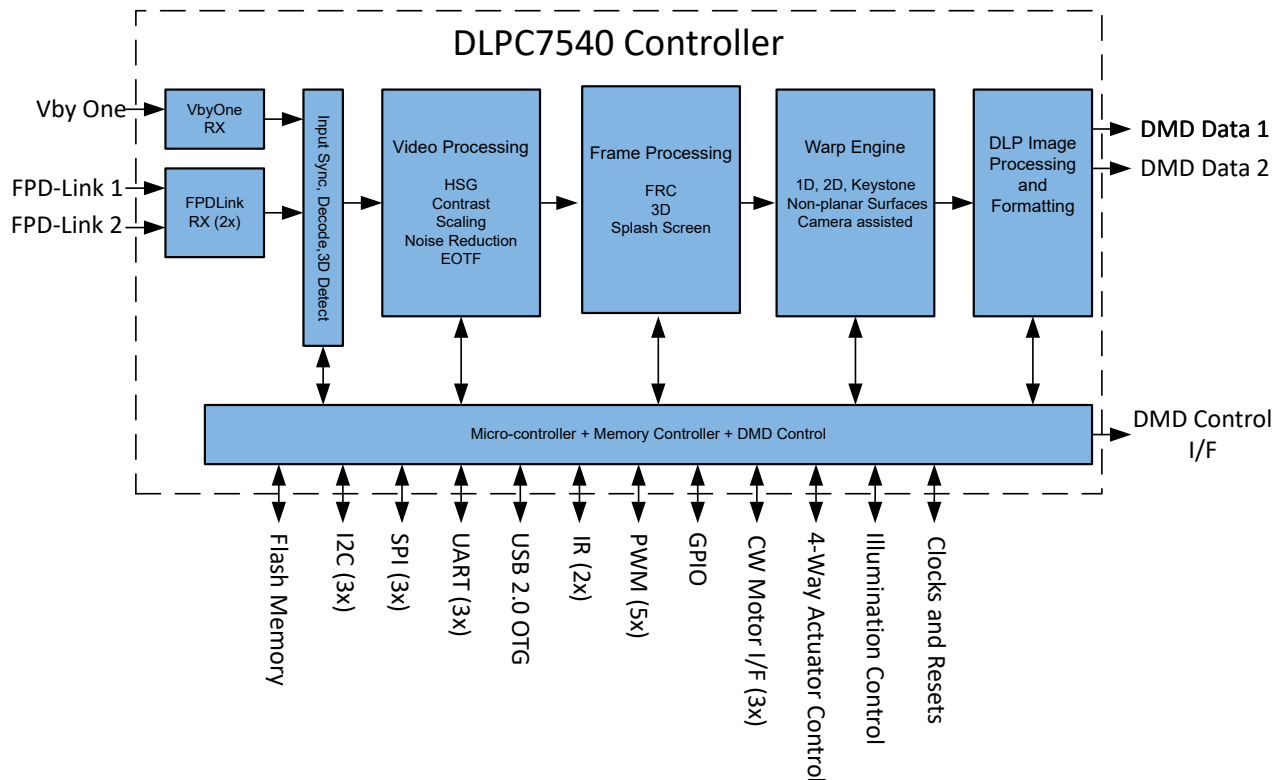 DLPC7540 Controller
Vby One
FPD-Link 1
FPD-Link 2
VbyOne
RX
FPDLink
RX (2x)
Input Sync, Decode,3D Detect
Video Processing
HSG
Contrast
Scaling
Noise Reduction
EOTF
Frame Processing
FRC
3D
Splash Screen
Warp Engine
1D, 2D, Keystone
Non-planar Surfaces
Camera assisted
DLP Image
Processing
and
Formatting
DMD Data 1
DMD Data 2
Micro-controller + Memory Controller + DMD Control
DMD Control
I/F
Flash Memory
I2C (3x)
SPI (3x)
UART (3x)
USB 2.0 OTG
IR (2x)
PWM (5x)
GPIO
CW Motor I/F (3x)
4-Way Actuator Control
Illumination Control
Clocks and Resets